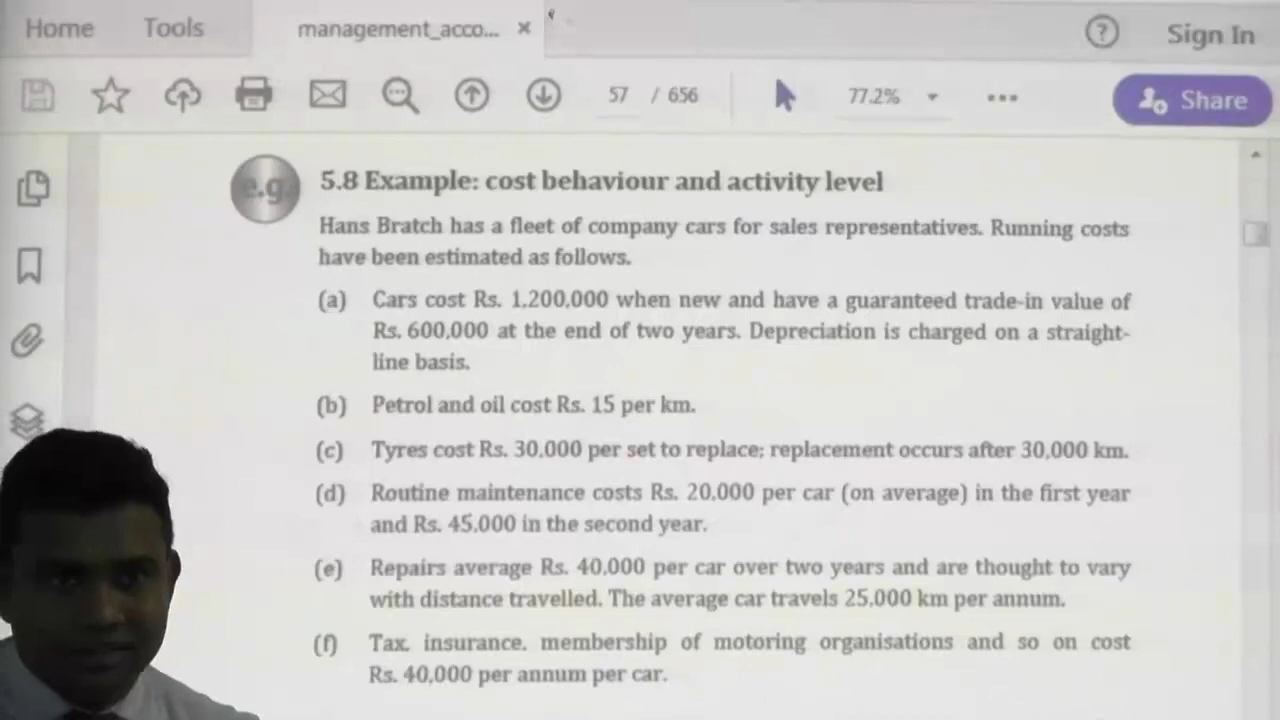 Home Tools management_acco... ×
? Sign In
57 / 656 77.2% Share
e.g. 5.8 Example: cost behaviour and activity level
Hans Bratch has a fleet of company cars for sales representatives. Running costs
have been estimated as follows.
(a) Cars cost Rs. 1,200,000 when new and have a guaranteed trade-in value of
Rs. 600,000 at the end of two years. Depreciation is charged on a straight-
line basis.
(b) Petrol and oil cost Rs. 15 per km.
(c) Tyres cost Rs. 30,000 per set to replace; replacement occurs after 30,000 km.
(d) Routine maintenance costs Rs. 20,000 per car (on average) in the first year
and Rs. 45,000 in the second year.
(e) Repairs average Rs. 40,000 per car over two years and are thought to vary
with distance travelled. The average car travels 25,000 km per annum.
(f) Tax, insurance, membership of motoring organisations and so on cost
Rs. 40,000 per annum per car.